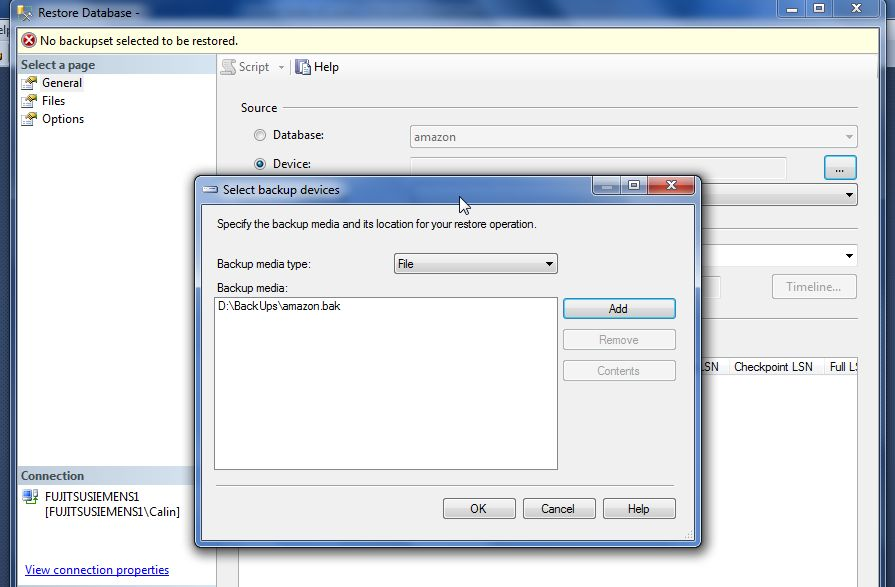 Restore Database -
No backupset selected to be restored.
Select a page
General
Files
Options
Script
Help
Source
Database:
amazon
Device:
...
Select backup devices
Specify the backup media and its location for your restore operation.
Backup media type:
File
Backup media:
D:\BackUps\amazon.bak
Add
Remove
Contents
Timeline...
LSN
Checkpoint LSN
Full LS
OK
Cancel
Help
Connection
FUJITSUSIEMENS1
[FUJITSUSIEMENS1\Calin]
View connection properties